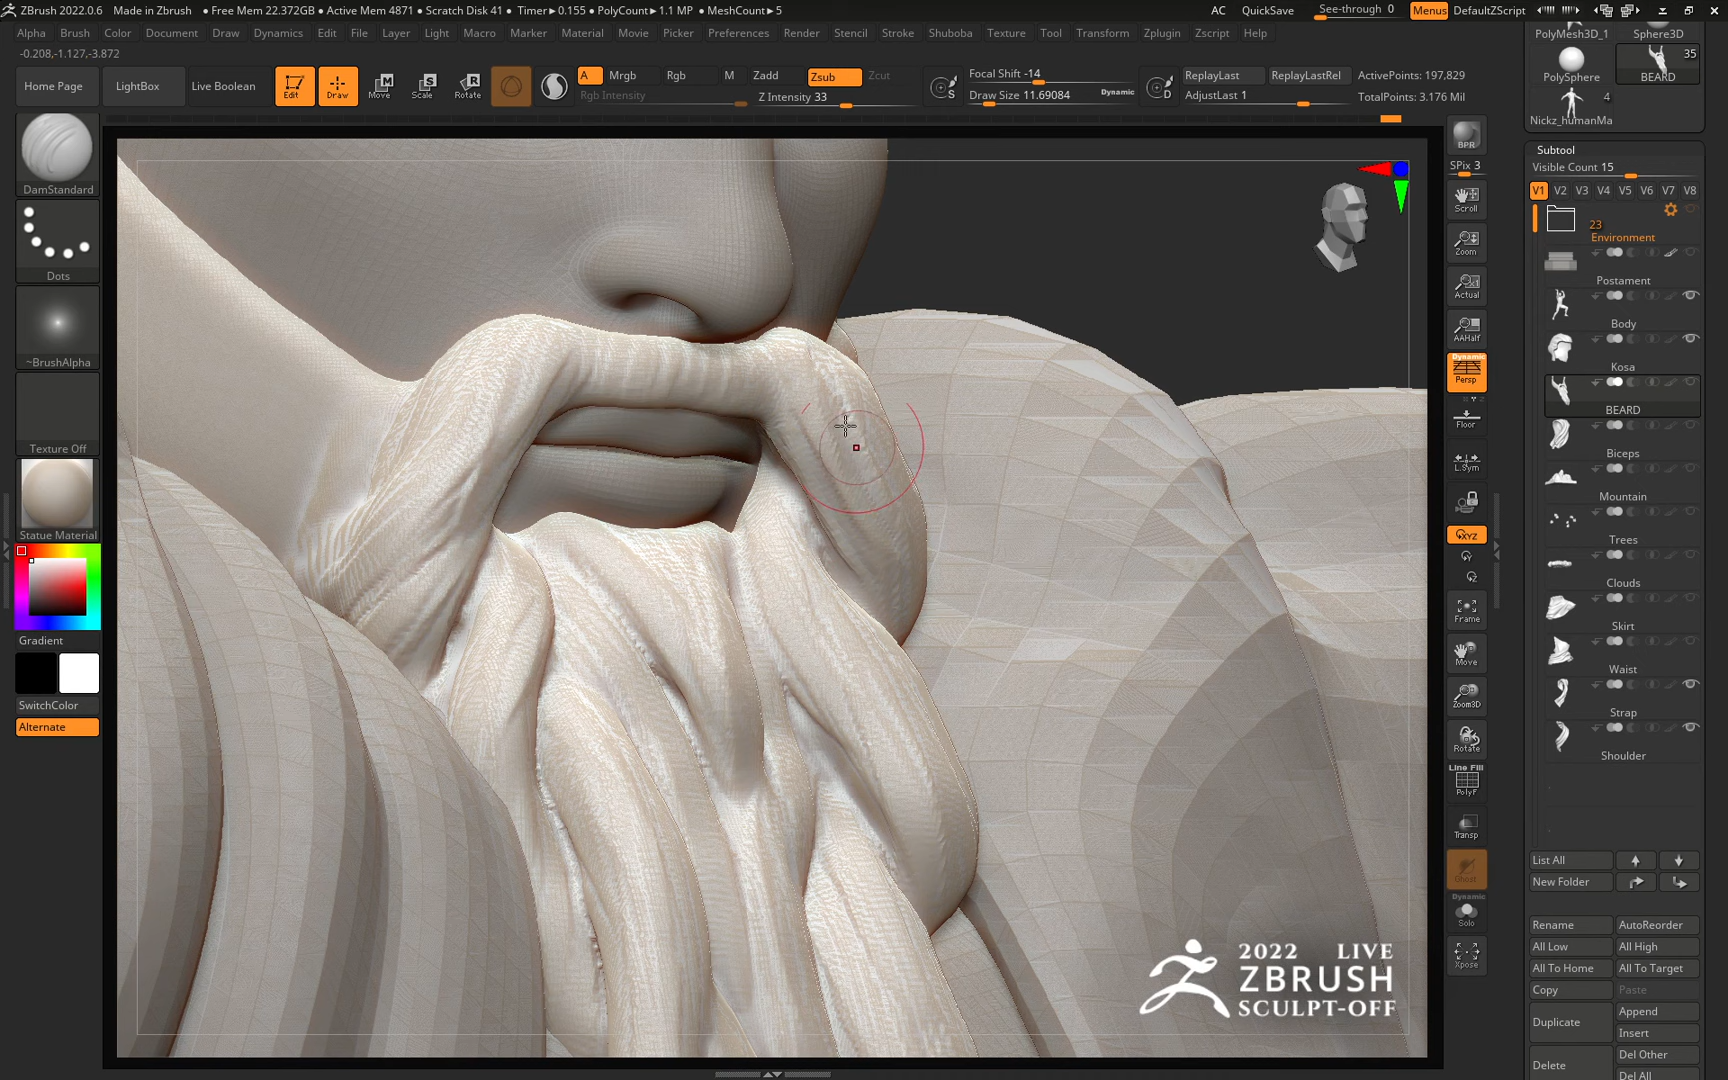 ZBrush 2022.0.6 Made in Zbrush • Free Mem 22.372GB • Active Mem 4871 • Scratch Disk 41 • Timer►0.155 • PolyCount►1.1 MP • MeshCount►5 AC QuickSave See-through 0 Menus DefaultZScript
Alpha Brush Color Document Draw Dynamics Edit File Layer Light Macro Marker Material Movie Picker Preferences Render Stencil Stroke Shuboba Texture Tool Transform Zplugin Zscript Help
-0.208,-1.127,-3.872
Home Page LightBox Live Boolean Edit Draw Move Scale Rotate
A Mrgb Rgb M Zadd Zsub Zcut
Rgb Intensity Z Intensity 33
S Focal Shift -14
Draw Size 11.69084 Dynamic
D ReplayLast ReplayLastRel
AdjustLast 1
ActivePoints: 197,829
TotalPoints: 3.176 Mil
DamStandard
Dots
~BrushAlpha
Texture Off
Statue Material
Gradient
SwitchColor
Alternate
2022 LIVE
ZBRUSH
SCULPT-OFF
BPR
SPix 3
Scroll
Zoom
Actual
AAHalf
Dynamic
Persp
Floor
L.Sym
XYZ
Y
Z
Frame
Move
Zoom3D
Rotate
Line Fill
PolyF
Transp
Ghost
Dynamic
Solo
Xpose
PolyMesh3D_1 Sphere3D
35
PolySphere BEARD
4
Nickz_humanMa
Subtool
Visible Count 15
V1 V2 V3 V4 V5 V6 V7 V8
23
Environment
Postament
Body
Kosa
BEARD
Biceps
Mountain
Trees
Clouds
Skirt
Waist
Strap
Shoulder
List All
New Folder
Rename AutoReorder
All Low All High
All To Home All To Target
Copy Paste
Duplicate Append
Insert
Delete Del Other
Del All